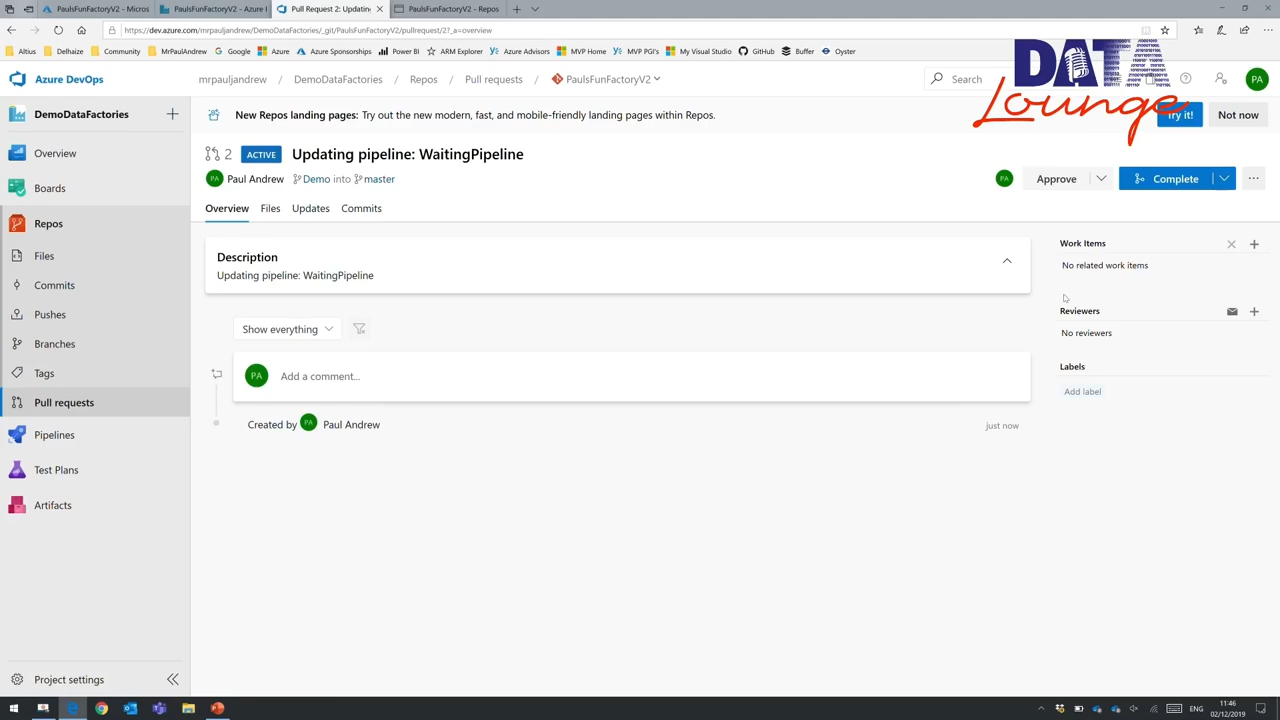 PaulsFunFactoryV2 - Micros
PaulsFunFactoryV2 - Azure
Pull Request 2: Updating
PaulsFunFactoryV2 - Repos
https://dev.azure.com/mrpauljandrew/DemoDataFactories/_git/PaulsFunFactoryV2/pullrequest/2?_a=overview
Altius
Delhaize
Community
MrPaulAndrew
Google
Azure
Azure Sponsorships
Power BI
ARM Explorer
Azure Advisors
MVP Home
MVP PGI's
My Visual Studio
GitHub
Buffer
Oyster
Azure DevOps
mrpauljandrew / DemoDataFactories / Repos / Pull requests / PaulsFunFactoryV2
Search
PA
DATA
Lounge
DemoDataFactories
New Repos landing pages: Try out the new modern, fast, and mobile-friendly landing pages within Repos.
Try it!
Not now
2 ACTIVE Updating pipeline: WaitingPipeline
PA Paul Andrew Demo into master
PA
Approve
Complete
Overview
Files
Updates
Commits
Overview
Boards
Repos
Files
Commits
Pushes
Branches
Tags
Pull requests
Pipelines
Test Plans
Artifacts
Project settings
Description
Updating pipeline: WaitingPipeline
Show everything
PA Add a comment...
Created by PA Paul Andrew
just now
Work Items
No related work items
Reviewers
No reviewers
Labels
Add label
ENG
11:46
02/12/2019